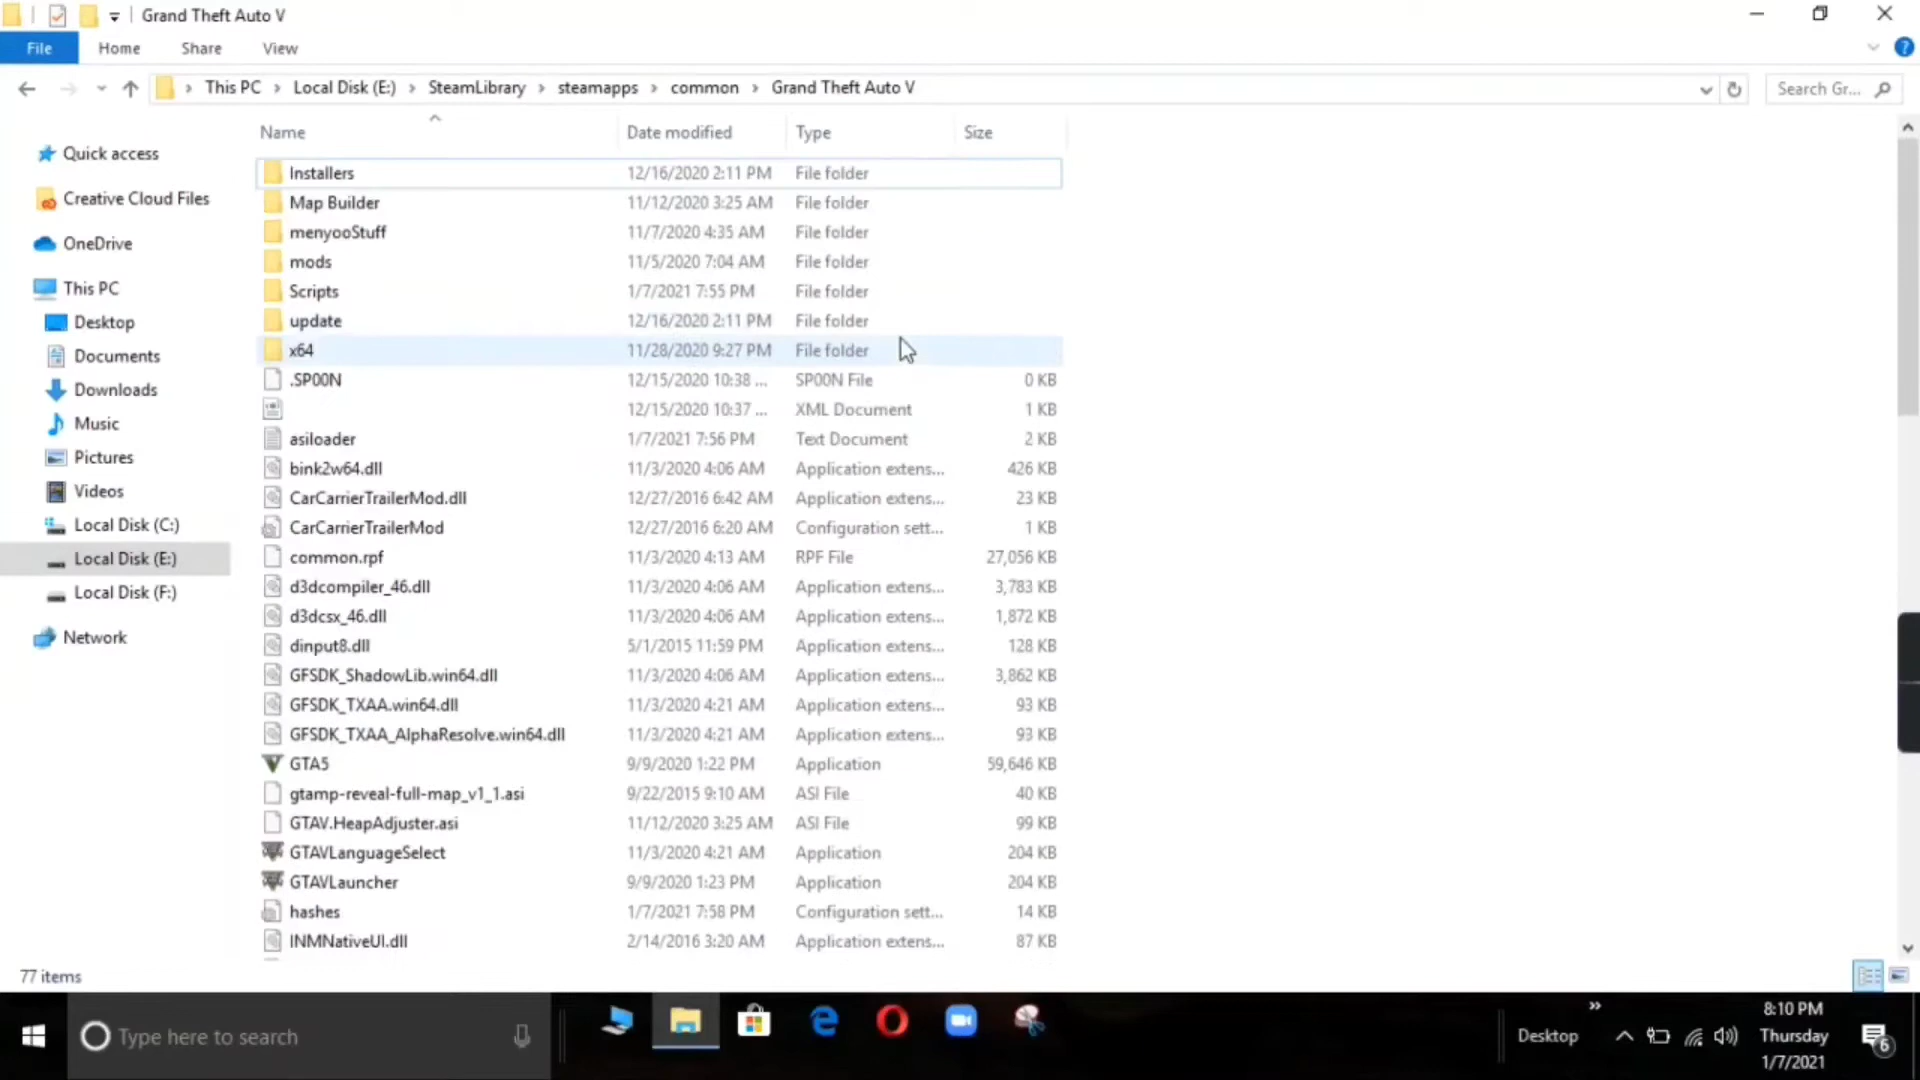 Grand Theft Auto V
File Home Share View
This PC Local Disk (E:) SteamLibrary steamapps common Grand Theft Auto V Search Gr...
Quick access
Creative Cloud Files
OneDrive
This PC
Desktop
Documents
Downloads
Music
Pictures
Videos
Local Disk (C:)
Local Disk (E:)
Local Disk (F:)
Network
Name Date modified Type Size
Installers 12/16/2020 2:11 PM File folder
Map Builder 11/12/2020 3:25 AM File folder
menyooStuff 11/7/2020 4:35 AM File folder
mods 11/5/2020 7:04 AM File folder
Scripts 1/7/2021 7:55 PM File folder
update 12/16/2020 2:11 PM File folder
x64 11/28/2020 9:27 PM File folder
.SP00N 12/15/2020 10:38 ... SP00N File 0 KB
12/15/2020 10:37 ... XML Document 1 KB
asiloader 1/7/2021 7:56 PM Text Document 2 KB
bink2w64.dll 11/3/2020 4:06 AM Application extens... 426 KB
CarCarrierTrailerMod.dll 12/27/2016 6:42 AM Application extens... 23 KB
CarCarrierTrailerMod 12/27/2016 6:20 AM Configuration sett... 1 KB
common.rpf 11/3/2020 4:13 AM RPF File 27,056 KB
d3dcompiler_46.dll 11/3/2020 4:06 AM Application extens... 3,783 KB
d3dcsx_46.dll 11/3/2020 4:06 AM Application extens... 1,872 KB
dinput8.dll 5/1/2015 11:59 PM Application extens... 128 KB
GFSDK_ShadowLib.win64.dll 11/3/2020 4:06 AM Application extens... 3,862 KB
GFSDK_TXAA.win64.dll 11/3/2020 4:21 AM Application extens... 93 KB
GFSDK_TXAA_AlphaResolve.win64.dll 11/3/2020 4:21 AM Application extens... 93 KB
GTA5 9/9/2020 1:22 PM Application 59,646 KB
gtamp-reveal-full-map_v1_1.asi 9/22/2015 9:10 AM ASI File 40 KB
GTAV.HeapAdjuster.asi 11/12/2020 3:25 AM ASI File 99 KB
GTAVLanguageSelect 11/3/2020 4:21 AM Application 204 KB
GTAVLauncher 9/9/2020 1:23 PM Application 204 KB
hashes 1/7/2021 7:58 PM Configuration sett... 14 KB
INMNativeUI.dll 2/14/2016 3:20 AM Application extens... 87 KB
77 items
Type here to search
Desktop
8:10 PM
Thursday
1/7/2021
6